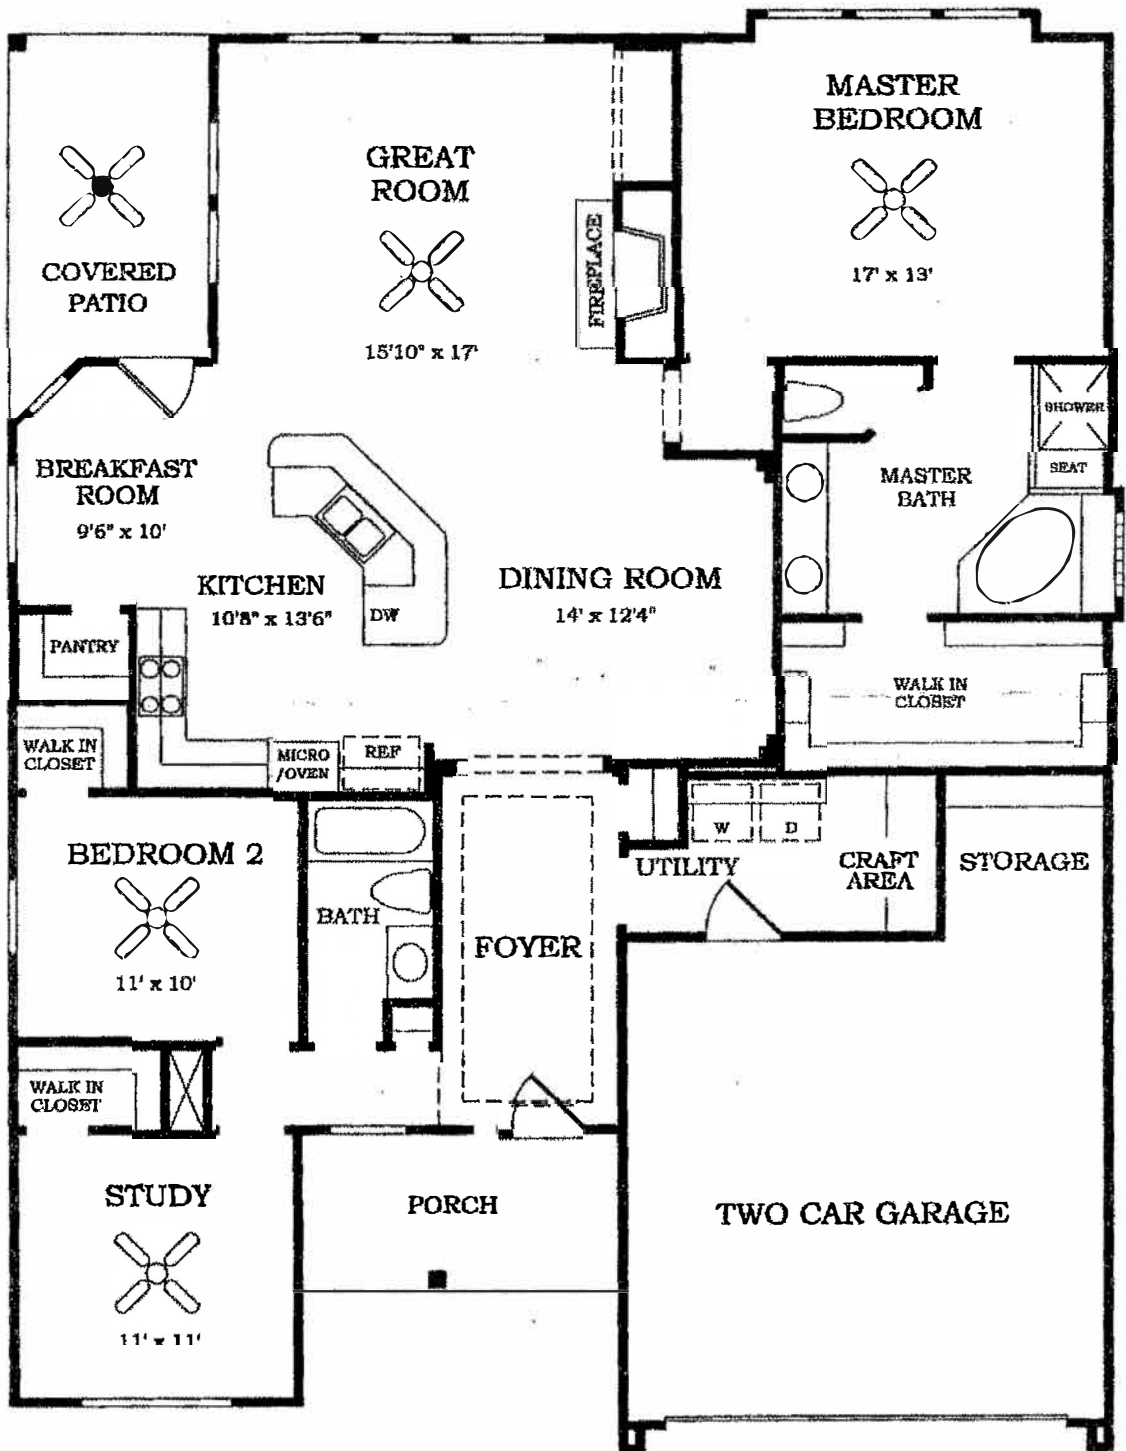 MASTER
BEDROOM
17' x 13'
GREAT
ROOM
15'10" x 17'
FIREPLACE
COVERED
PATIO
SHOWER
SEAT
MASTER
BATH
BREAKFAST
ROOM
9'6" x 10'
KITCHEN
10'8" x 13'6"
DW
DINING ROOM
14' x 12'4"
PANTRY
WALK IN
CLOSET
WALK IN
CLOSET
MICRO
/OVEN
REF
W
D
UTILITY
CRAFT
AREA
STORAGE
BEDROOM 2
11' x 10'
BATH
FOYER
WALK IN
CLOSET
STUDY
11' x 11'
PORCH
TWO CAR GARAGE